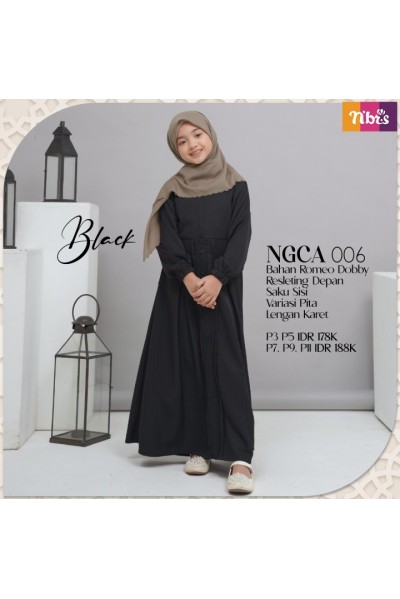 Nibr's
Black
NGCA 006
Bahan Romeo Dobby
Resleting Depan
Saku Sisi
Variasi Pita
Lengan Karet
P3 P5 IDR 178K
P7. P9. P11 IDR 188K